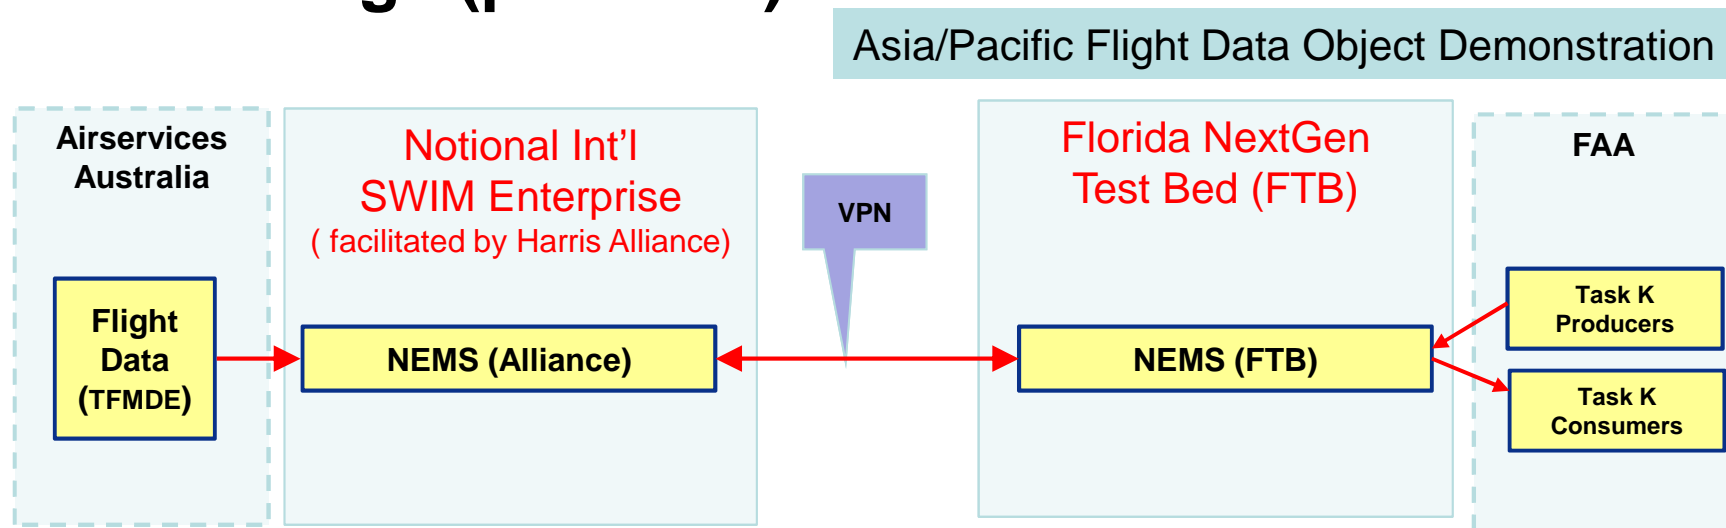 Asia/Pacific Flight Data Object Demonstration
Airservices
Australia
Notional Int'l
SWIM Enterprise
( facilitated by Harris Alliance)
VPN
Florida NextGen
Test Bed (FTB)
FAA
Flight
Data
(TFMDE)
NEMS (Alliance)
NEMS (FTB)
Task K
Producers
Task K
Consumers